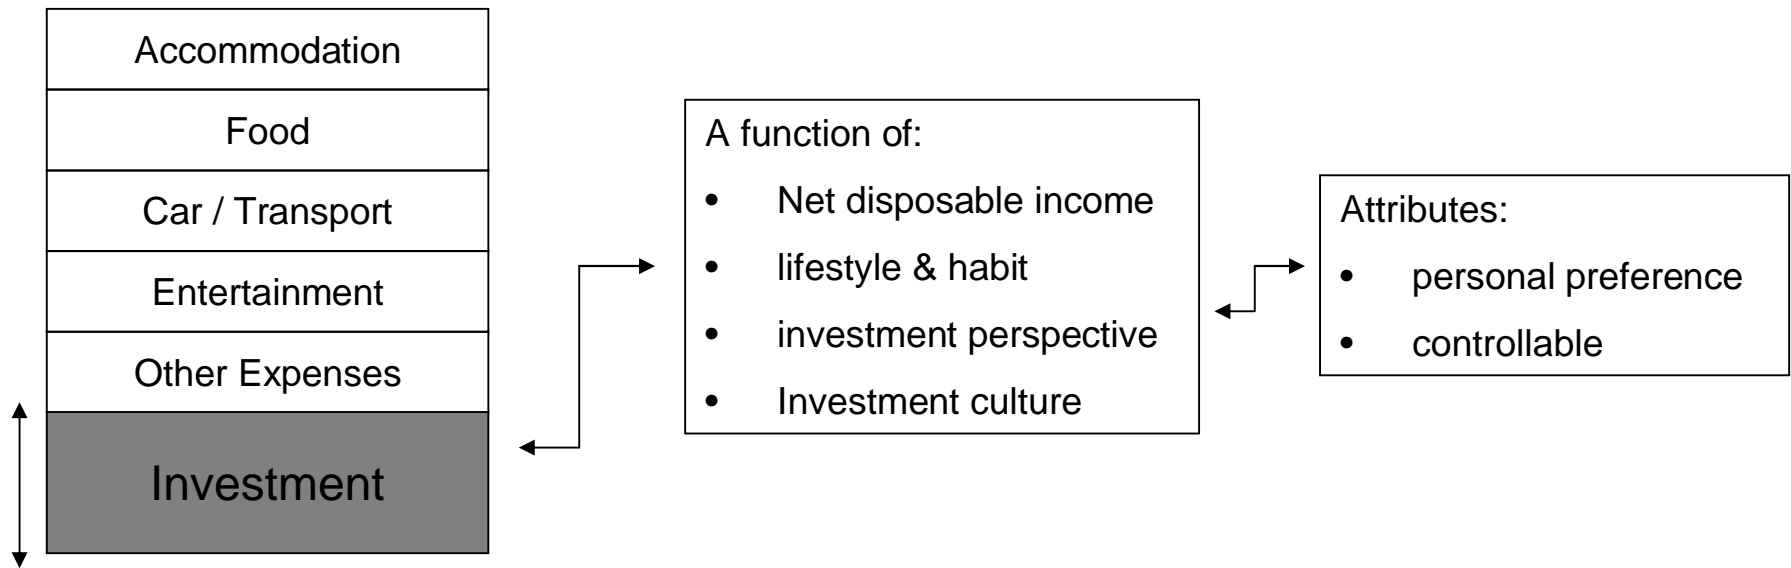 Accommodation
Food
Car / Transport
Entertainment
Other Expenses
Investment
A function of:
• Net disposable income
• lifestyle & habit
• investment perspective
• Investment culture
Attributes:
• personal preference
• controllable